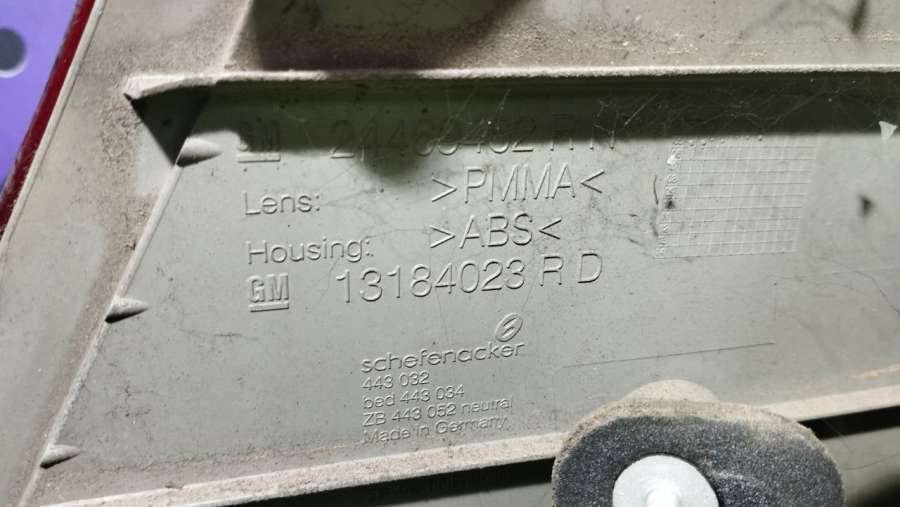 GM R N
Lens: >PMMA<
Housing: >ABS<
GM 13184023 R D
schefenacker
443 032
bed 443 034
ZB 443 052 neutral
Made in Germany